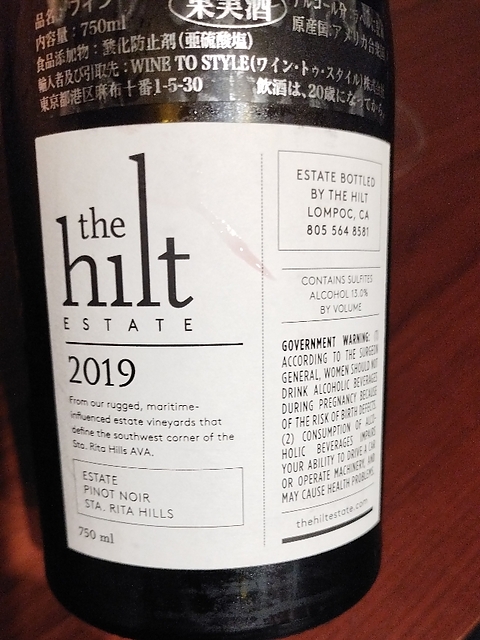 品名：ワイン
果実酒
内容量：750ml
食品添加物：酸化防止剤(亜硫酸塩)
輸入者及び引取先：WINE TO STYLE(ワイン・トゥ・スタイル)株式
東京都港区麻布十番1-5-30
飲酒は、20歳になってから。
the
hilt
ESTATE
2019
From our rugged, maritime-
influenced estate vineyards that
define the southwest corner of the
Sta. Rita Hills AVA.
ESTATE
PINOT NOIR
STA. RITA HILLS
750 ml
ESTATE BOTTLED
BY THE HILT
LOMPOC, CA
805 564 8581
CONTAINS SULFITES
ALCOHOL 13.0%
BY VOLUME
GOVERNMENT WARNING: (1)
ACCORDING TO THE SURGEON
GENERAL, WOMEN SHOULD NOT
DRINK ALCOHOLIC BEVERAGES
DURING PREGNANCY BECAUSE
OF THE RISK OF BIRTH DEFECTS.
(2) CONSUMPTION OF ALCO-
HOLIC BEVERAGES IMPAIRS
YOUR ABILITY TO DRIVE A CAR
OR OPERATE MACHINERY, AND
MAY CAUSE HEALTH PROBLEMS.
thehiltestate.com